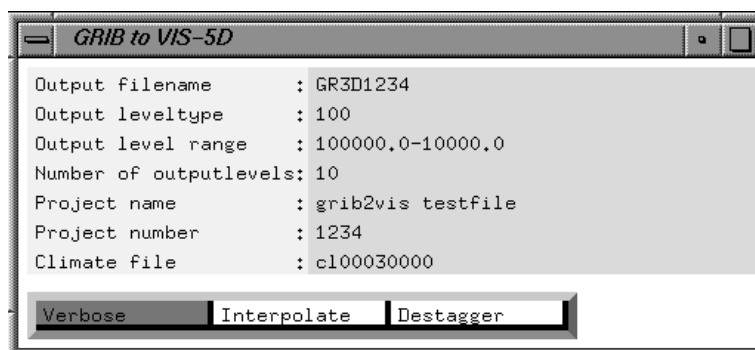 GRIB to VIS-5D
Output filename : GR3D1234
Output leveltype : 100
Output level range : 100000.0-10000.0
Number of outputlevels: 10
Project name : grib2vis testfile
Project number : 1234
Climate file : cl00030000
Verbose Interpolate Destagger